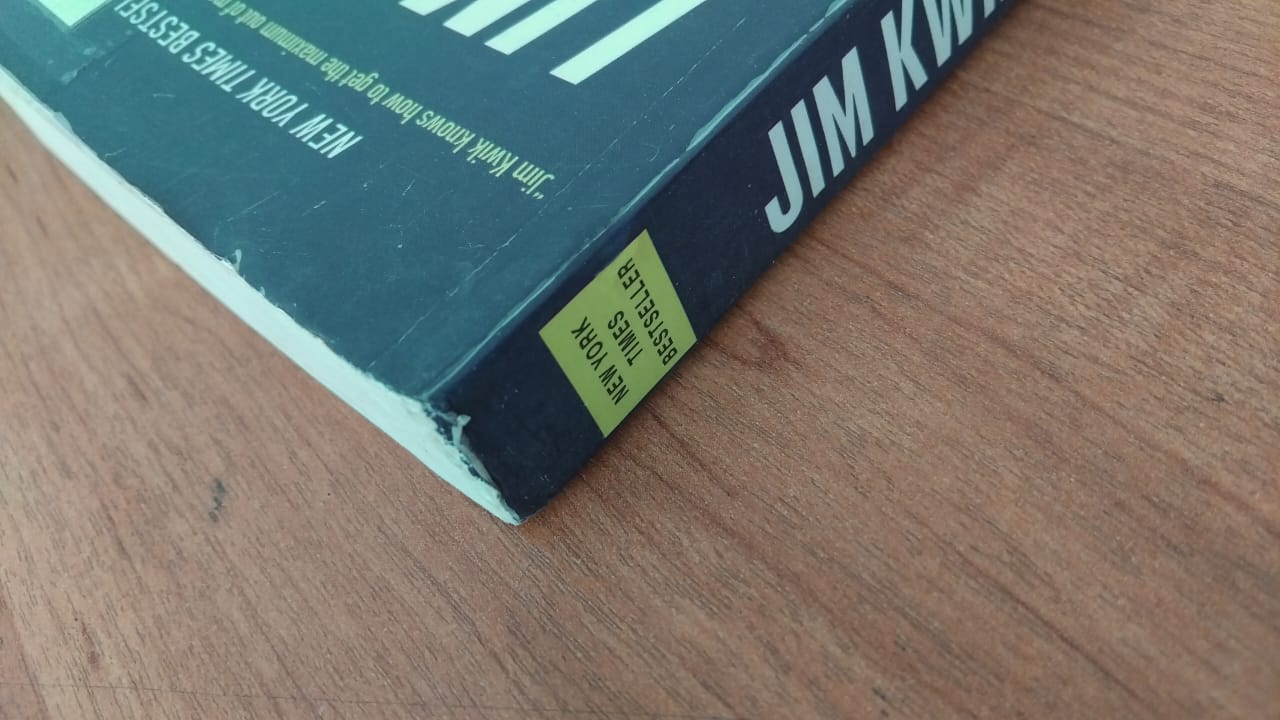 NEW YORK TIMES BESTSEL
"Jim Kwik knows how to get the maximum out of
JIM KWI
NEW YORK
TIMES
BESTSELLER